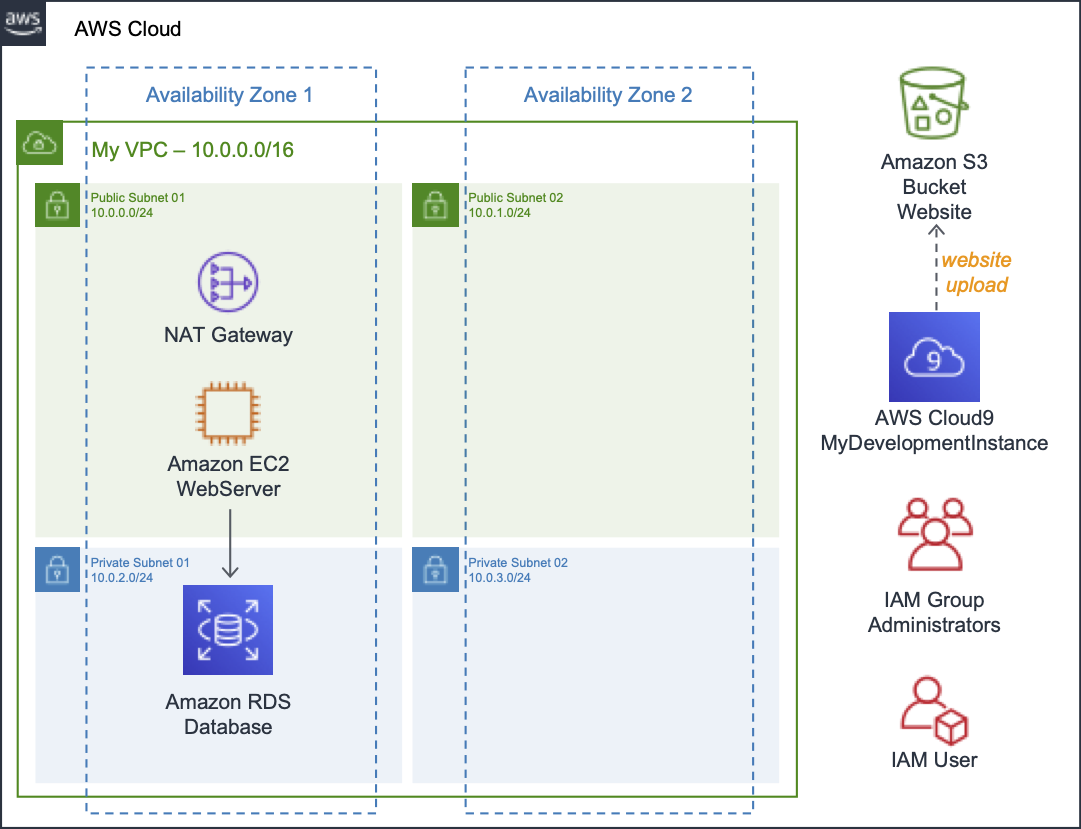 aws
AWS Cloud
Availability Zone 1
Availability Zone 2
My VPC – 10.0.0.0/16
Public Subnet 01
10.0.0.0/24
Public Subnet 02
10.0.1.0/24
NAT Gateway
Amazon EC2
WebServer
Private Subnet 01
10.0.2.0/24
Private Subnet 02
10.0.3.0/24
Amazon RDS
Database
Amazon S3
Bucket
Website
website
upload
9
AWS Cloud9
MyDevelopmentInstance
IAM Group
Administrators
IAM User